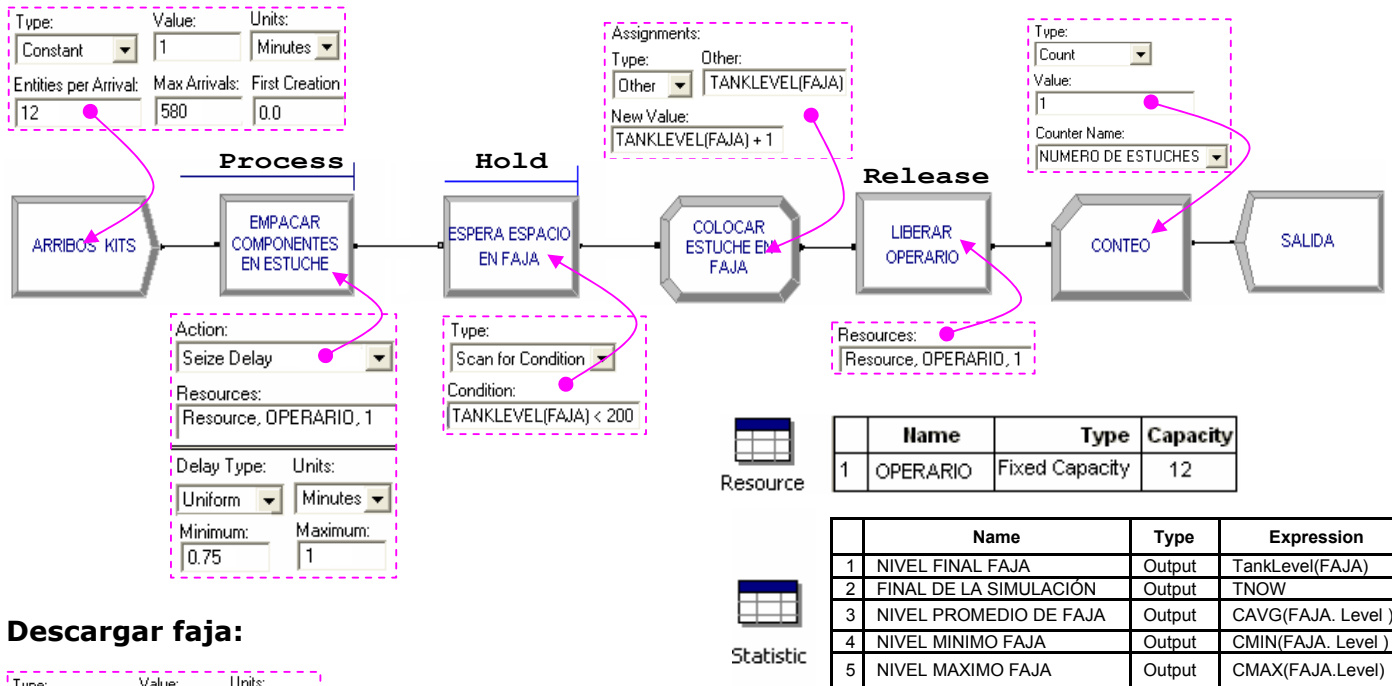 Type: Value: Units:
Constant 1 Minutes
Entities per Arrival: Max Arrivals: First Creation
12 580 0.0
Assignments:
Type: Other:
Other TANKLEVEL(FAJA)
New Value:
TANKLEVEL(FAJA) + 1
Type:
Count
Value:
1
Counter Name:
NUMERO DE ESTUCHES
Process
Hold
Release
ARRIBOS KITS
EMPACAR
COMPONENTES
EN ESTUCHE
ESPERA ESPACIO
EN FAJA
COLOCAR
ESTUCHE EN
FAJA
LIBERAR
OPERARIO
CONTEO
SALIDA
Action:
Seize Delay
Resources:
Resource, OPERARIO, 1
Delay Type: Units:
Uniform Minutes
Minimum: Maximum:
0.75 1
Type:
Scan for Condition
Condition:
TANKLEVEL(FAJA) < 200
Resources:
Resource, OPERARIO, 1
Resource
Name Type Capacity
1 OPERARIO Fixed Capacity 12
Statistic
Name Type Expression
1 NIVEL FINAL FAJA Output TankLevel(FAJA)
2 FINAL DE LA SIMULACIÓN Output TNOW
3 NIVEL PROMEDIO DE FAJA Output CAVG(FAJA. Level )
4 NIVEL MINIMO FAJA Output CMIN(FAJA. Level )
5 NIVEL MAXIMO FAJA Output CMAX(FAJA.Level)
Descargar faja:
Type: Value: Units: